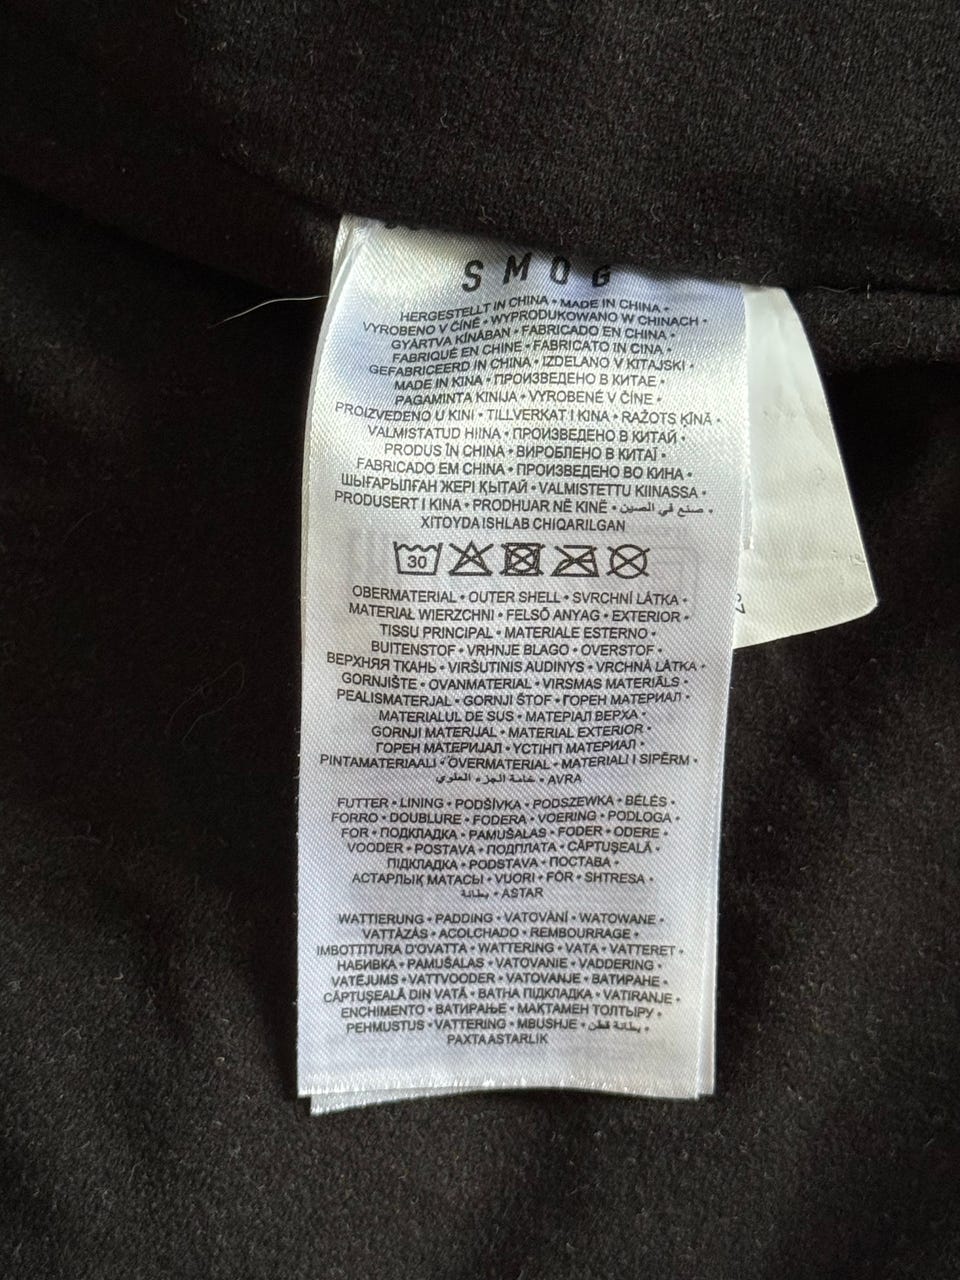 SMOG
HERGESTELLT IN CHINA • MADE IN CHINA •
VYROBENO V ČÍNĚ • WYPRODUKOWANO W CHINACH •
GYÁRTVA KÍNÁBAN • FABRICADO EN CHINA •
FABRIQUÉ EN CHINE • FABRICATO IN CINA •
GEFABRICEERD IN CHINA • IZDELANO V KITAJSKI •
MADE IN KINA • ПРОИЗВЕДЕНО В КИТАЕ •
PAGAMINTA KINIJA • VYROBENÉ V ČÍNE •
PROIZVEDENO U KINI • TILLVERKAT I KINA • RAŽOTS ĶĪNĀ •
VALMISTATUD HIINA • ПРОИЗВЕДЕНО В КИТАЙ •
PRODUS ÎN CHINA • ВИРОБЛЕНО В КИТАЇ •
FABRICADO EM CHINA • ПРОИЗВЕДЕНО ВО КИНА •
ШЫҒАРЫЛҒАН ЖЕРІ ҚЫТАЙ • VALMISTETTU KIINASSA •
PRODUSERT I KINA • PRODHUAR NË KINË • صنع في الصين •
XITOYDA ISHLAB CHIQARILGAN
30
OBERMATERIAL • OUTER SHELL • SVRCHNÍ LÁTKA •
MATERIAŁ WIERZCHNI • FELSŐ ANYAG • EXTERIOR •
TISSU PRINCIPAL • MATERIALE ESTERNO •
BUITENSTOF • VRHNJE BLAGO • OVERSTOF •
ВЕРХНЯЯ ТКАНЬ • VIRŠUTINIS AUDINYS • VRCHNÁ LÁTKA •
GORNJIŠTE • OVANMATERIAL • VIRSMAS MATERIĀLS •
PEALISMATERJAL • GORNJI ŠTOF • ГОРЕН МАТЕРИАЛ •
MATERIALUL DE SUS • МАТЕРІАЛ ВЕРХА •
GORNJI MATERIJAL • MATERIAL EXTERIOR •
ГОРЕН МАТЕРИЈАЛ • ҮСТІНГІ МАТЕРИАЛ •
PINTAMATERIAALI • OVERMATERIAL • MATERIALI I SIPËRM •
خامة الجزء العلوي • AVRA
FUTTER • LINING • PODŠÍVKA • PODSZEWKA • BÉLÉS •
FORRO • DOUBLURE • FODERA • VOERING • PODLOGA •
FOR • ПОДКЛАДКА • PAMUŠALAS • FODER • ODERE •
VOODER • POSTAVA • ПОДПЛАТА • CĂPTUŞEALĂ •
ПІДКЛАДКА • PODSTAVA • ПОСТАВА •
АСТАРЛЫҚ МАТАСЫ • VUORI • FÔR • SHTRESA •
بطانة • ASTAR
WATTIERUNG • PADDING • VATOVÁNÍ • WATOWANE •
VATTÁZÁS • ACOLCHADO • REMBOURRAGE •
IMBOTTITURA D'OVATTA • WATTERING • VATA • VATTERET •
НАБИВКА • PAMUŠALAS • VATOVANIE • VADDERING •
VATĒJUMS • VATTVOODER • VATOVANJE • ВАТИРАНЕ •
CĂPTUŞEALĂ DIN VATĂ • ВАТНА ПІДКЛАДКА • VATIRANJE •
ENCHIMENTO • ВАТИРАЊЕ • МАҚТАМЕН ТОЛТЫРУ •
PEHMUSTUS • VATTERING • MBUSHJE • بطانة قطن •
PAXTA ASTARLIK